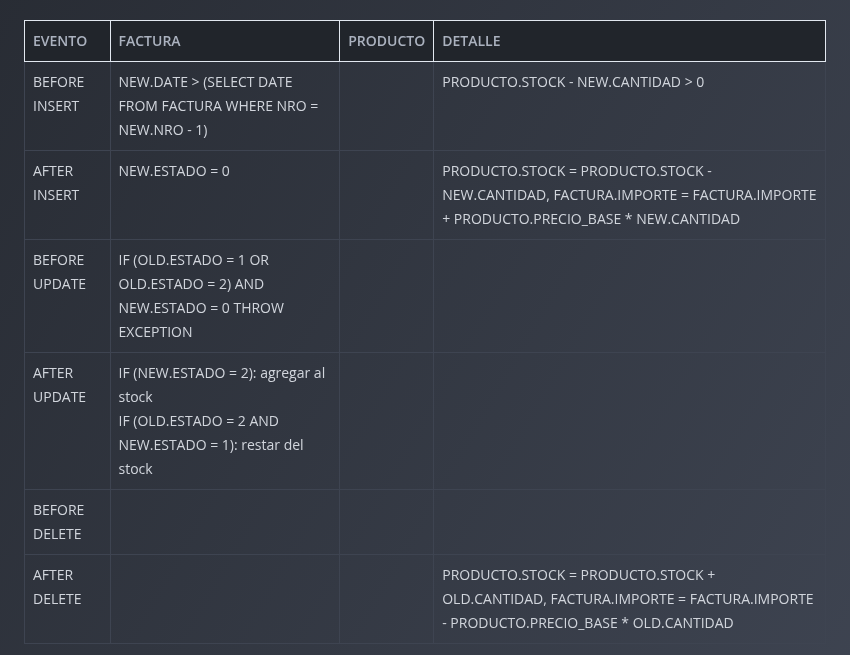 EVENTO FACTURA PRODUCTO DETALLE
BEFORE INSERT
NEW.DATE > (SELECT DATE
FROM FACTURA WHERE NRO =
NEW.NRO - 1)
PRODUCTO.STOCK - NEW.CANTIDAD > 0
AFTER
INSERT
NEW.ESTADO = 0
PRODUCTO.STOCK = PRODUCTO.STOCK -
NEW.CANTIDAD, FACTURA.IMPORTE = FACTURA.IMPORTE
+ PRODUCTO.PRECIO_BASE * NEW.CANTIDAD
BEFORE
UPDATE
IF (OLD.ESTADO = 1 OR
OLD.ESTADO = 2) AND
NEW.ESTADO = 0 THROW
EXCEPTION
AFTER
UPDATE
IF (NEW.ESTADO = 2): agregar al
stock
IF (OLD.ESTADO = 2 AND
NEW.ESTADO = 1): restar del
stock
BEFORE
DELETE
AFTER
DELETE
PRODUCTO.STOCK = PRODUCTO.STOCK +
OLD.CANTIDAD, FACTURA.IMPORTE = FACTURA.IMPORTE
- PRODUCTO.PRECIO_BASE * OLD.CANTIDAD